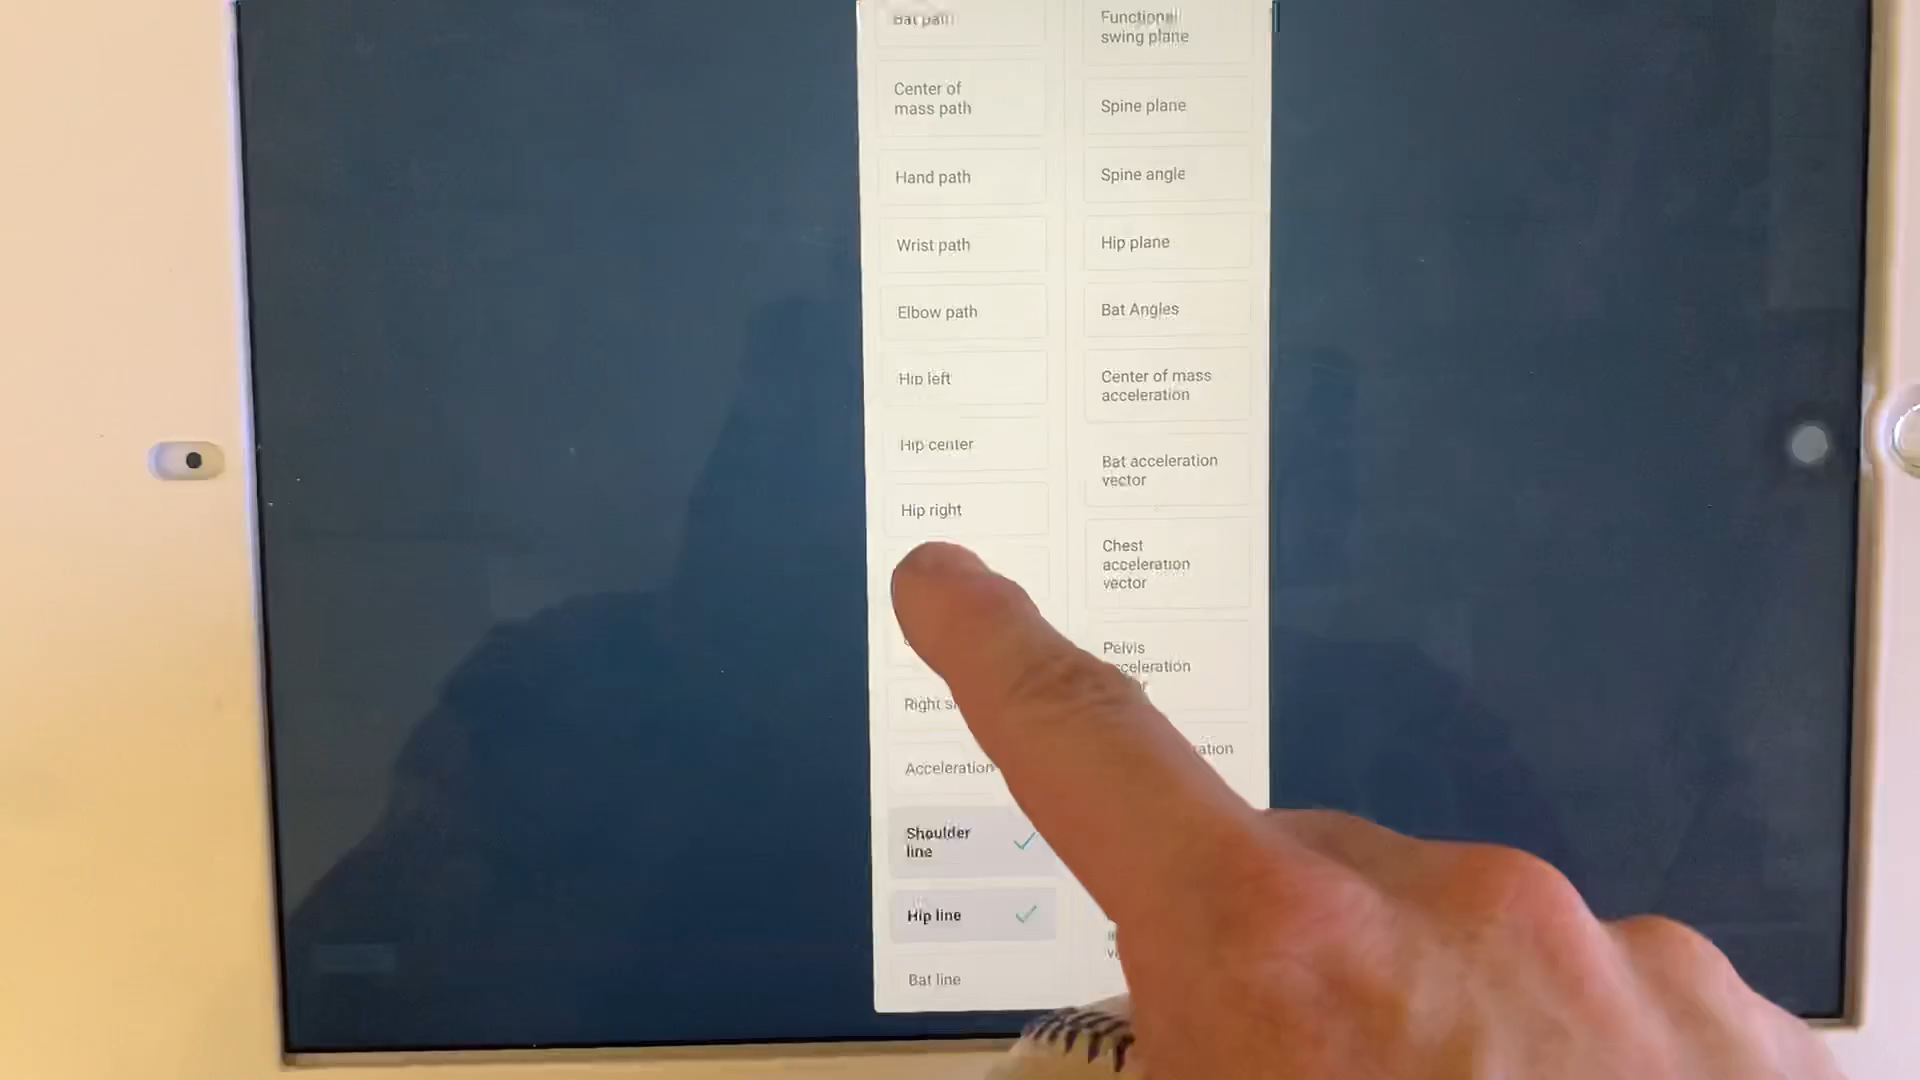 Bat path
Center of
mass path
Hand path
Wrist path
Elbow path
Hip left
Hip center
Hip right
Right
Acceleration
Shoulder
line
Hip line
Bat line
Functional
swing plane
Spine plane
Spine angle
Hip plane
Bat Angles
Center of mass
acceleration
Bat acceleration
vector
Chest
acceleration
vector
Pelvis